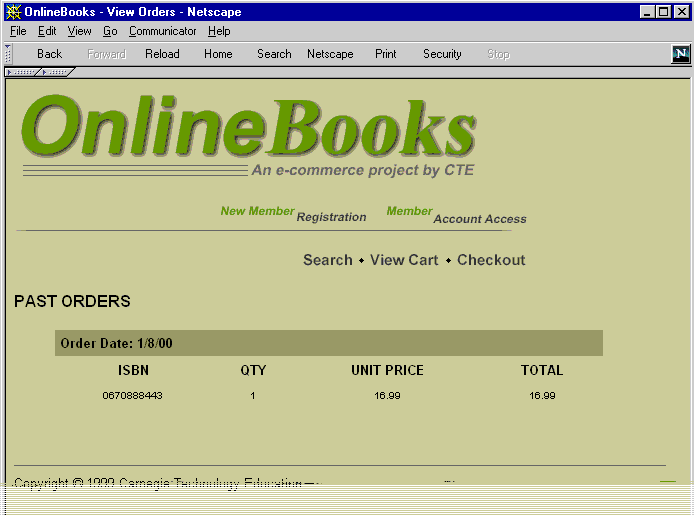 OnlineBooks - View Orders - Netscape
File Edit View Go Communicator Help
Back Forward Reload Home Search Netscape Print Security Stop
N
OnlineBooks
An e-commerce project by CTE
New Member Registration Member Account Access
Search • View Cart • Checkout
PAST ORDERS
Order Date: 1/8/00
ISBN QTY UNIT PRICE TOTAL
0670888443 1 16.99 16.99
Copyright © 1999 Carnegie Technology Education